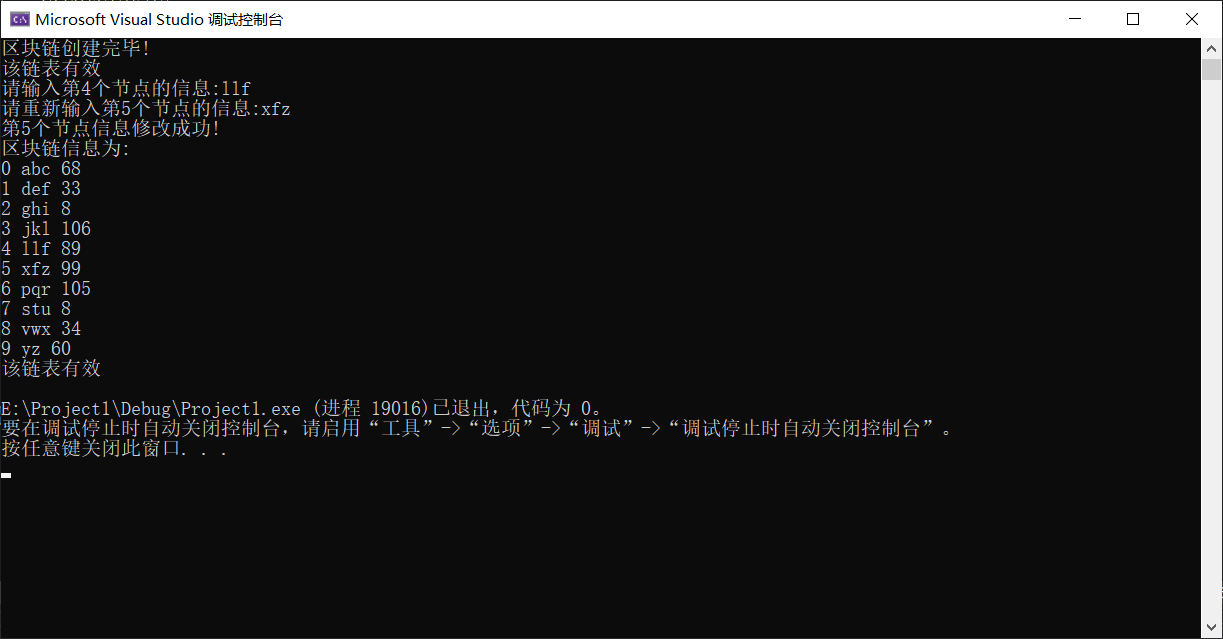 Microsoft Visual Studio 调试控制台
区块链创建完毕!
该链表有效
请输入第4个节点的信息:llf
请重新输入第5个节点的信息:xfz
第5个节点信息修改成功!
区块链信息为:
0 abc 68
1 def 33
2 ghi 8
3 jkl 106
4 llf 89
5 xfz 99
6 pqr 105
7 stu 8
8 vwx 34
9 yz 60
该链表有效
E:\Project1\Debug\Project1.exe (进程 19016)已退出，代码为 0。
要在调试停止时自动关闭控制台，请启用“工具”->“选项”->“调试”->“调试停止时自动关闭控制台”。
按任意键关闭此窗口. . .